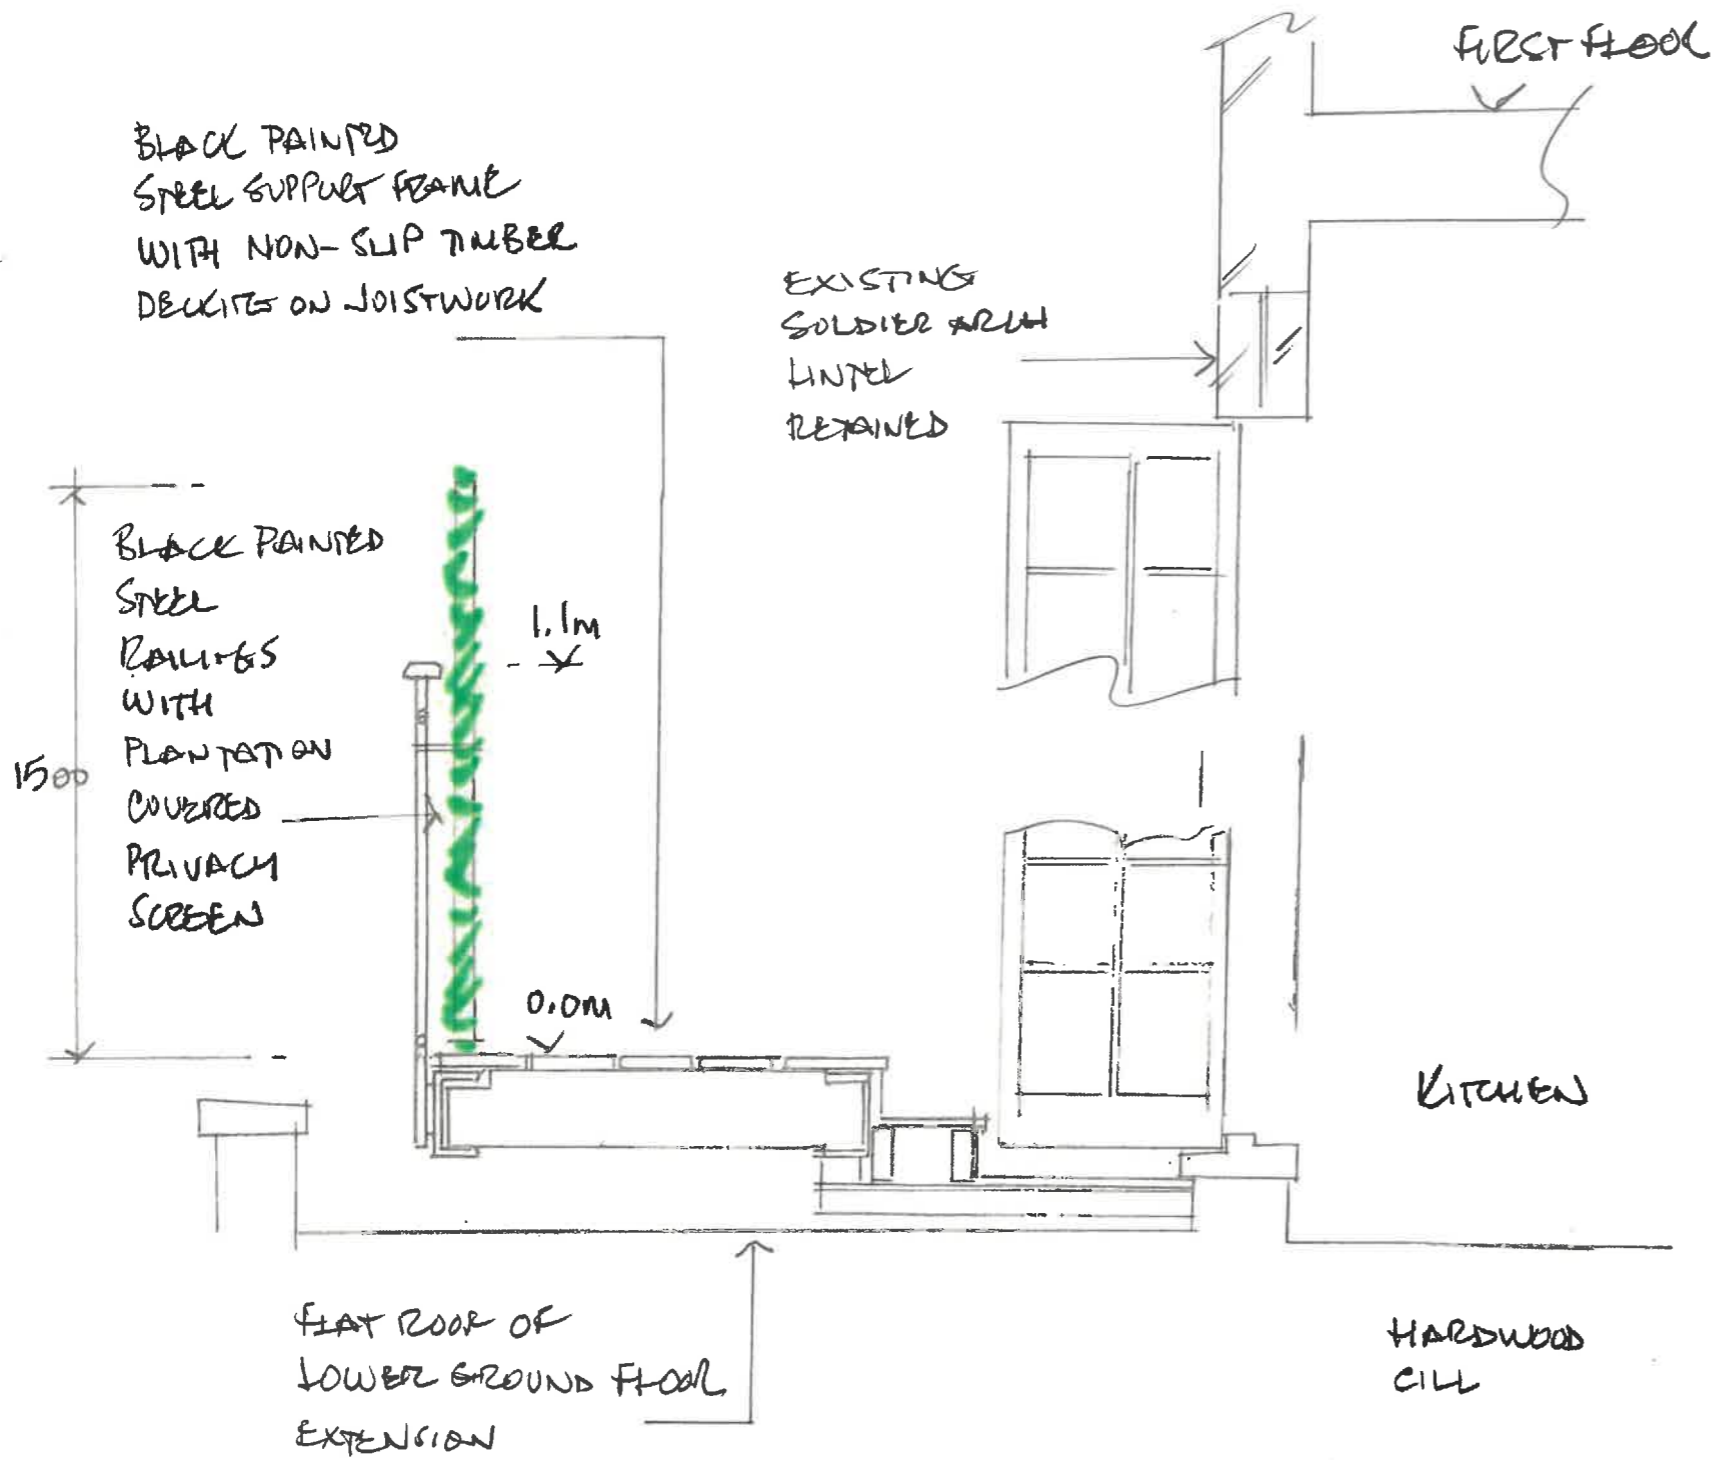 FIRST FLOOR
BLACK PAINTED
STEEL SUPPORT FRAME
WITH NON-SLIP TIMBER
DECKING ON JOISTWORK
EXISTING
SOLDIER ARCH
LINTEL
RETAINED
BLACK PAINTED
STEEL
RAILINGS
WITH
PLANTATION
COVERED
PRIVACY
SCREEN
1.1m
1500
0.0m
KITCHEN
FLAT ROOF OF
LOWER GROUND FLOOR
EXTENSION
HARDWOOD
CILL